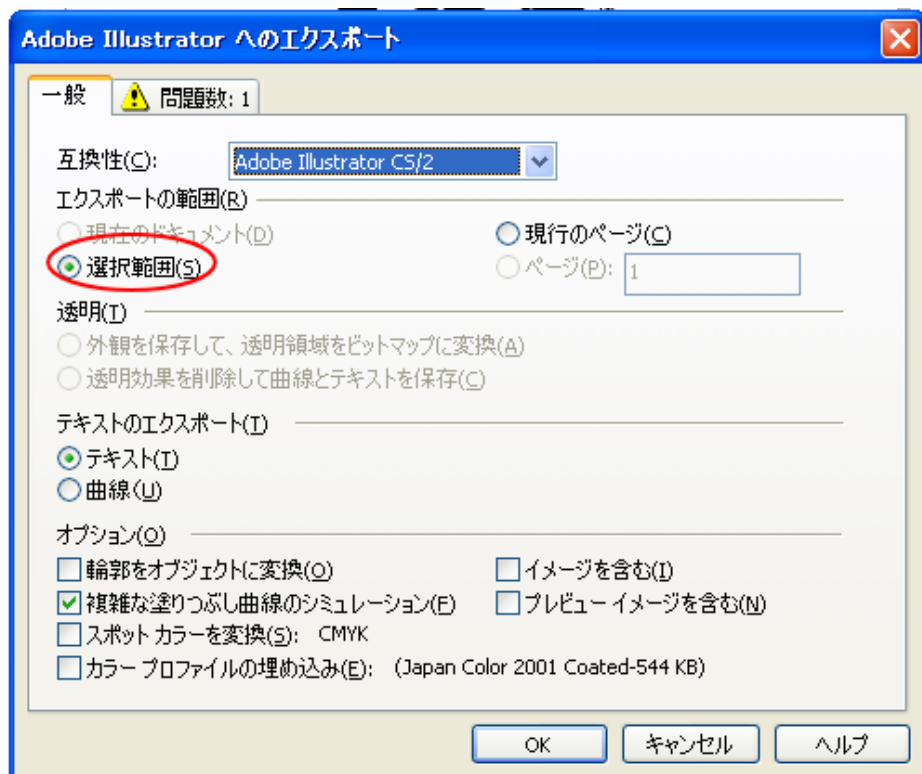 Adobe Illustrator へのエクスポート
一般
問題数: 1
互換性(C): Adobe Illustrator CS/2
エクスポートの範囲(R)
現在のドキュメント(D) 現行のページ(C)
選択範囲(S) ページ(P): 1
透明(T)
外観を保存して、透明領域をビットマップに変換(A)
透明効果を削除して曲線とテキストを保存(C)
テキストのエクスポート(T)
テキスト(T)
曲線(U)
オプション(O)
輪郭をオブジェクトに変換(O) イメージを含む(I)
複雑な塗りつぶし曲線のシミュレーション(F) プレビュー イメージを含む(N)
スポット カラーを変換(S): CMYK
カラー プロファイルの埋め込み(E): (Japan Color 2001 Coated-544 KB)
OK キャンセル ヘルプ